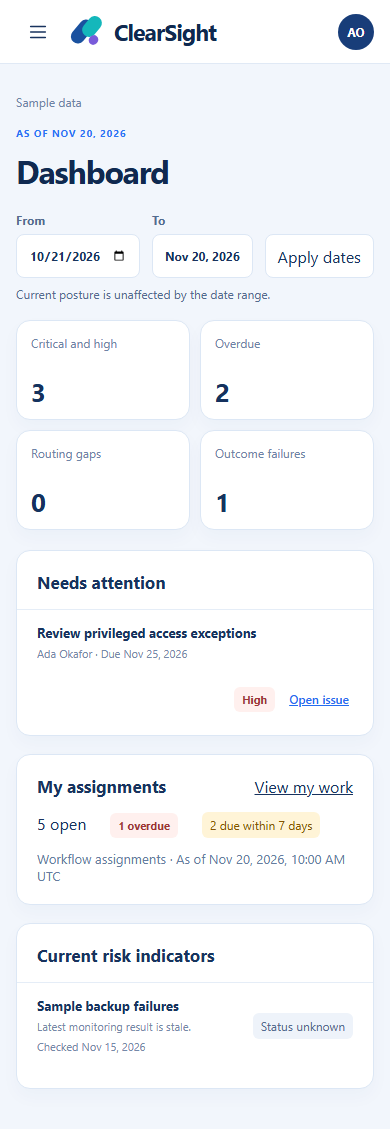 ClearSight
AO
Sample data
AS OF NOV 20, 2026
Dashboard
From
To
10/21/2026
Nov 20, 2026
Apply dates
Current posture is unaffected by the date range.
Critical and high
Overdue
3
2
Routing gaps
Outcome failures
0
1
Needs attention
Review privileged access exceptions
Ada Okafor · Due Nov 25, 2026
High
Open issue
My assignments
View my work
5 open
1 overdue
2 due within 7 days
Workflow assignments · As of Nov 20, 2026, 10:00 AM
UTC
Current risk indicators
Sample backup failures
Latest monitoring result is stale.
Status unknown
Checked Nov 15, 2026